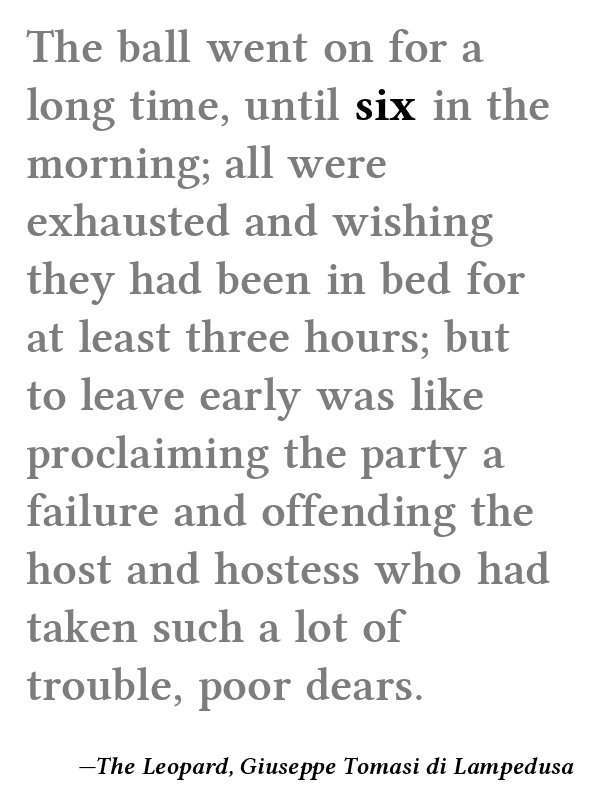 The ball went on for a
long time, until six in the
morning; all were
exhausted and wishing
they had been in bed for
at least three hours; but
to leave early was like
proclaiming the party a
failure and offending the
host and hostess who had
taken such a lot of
trouble, poor dears.
—The Leopard, Giuseppe Tomasi di Lampedusa